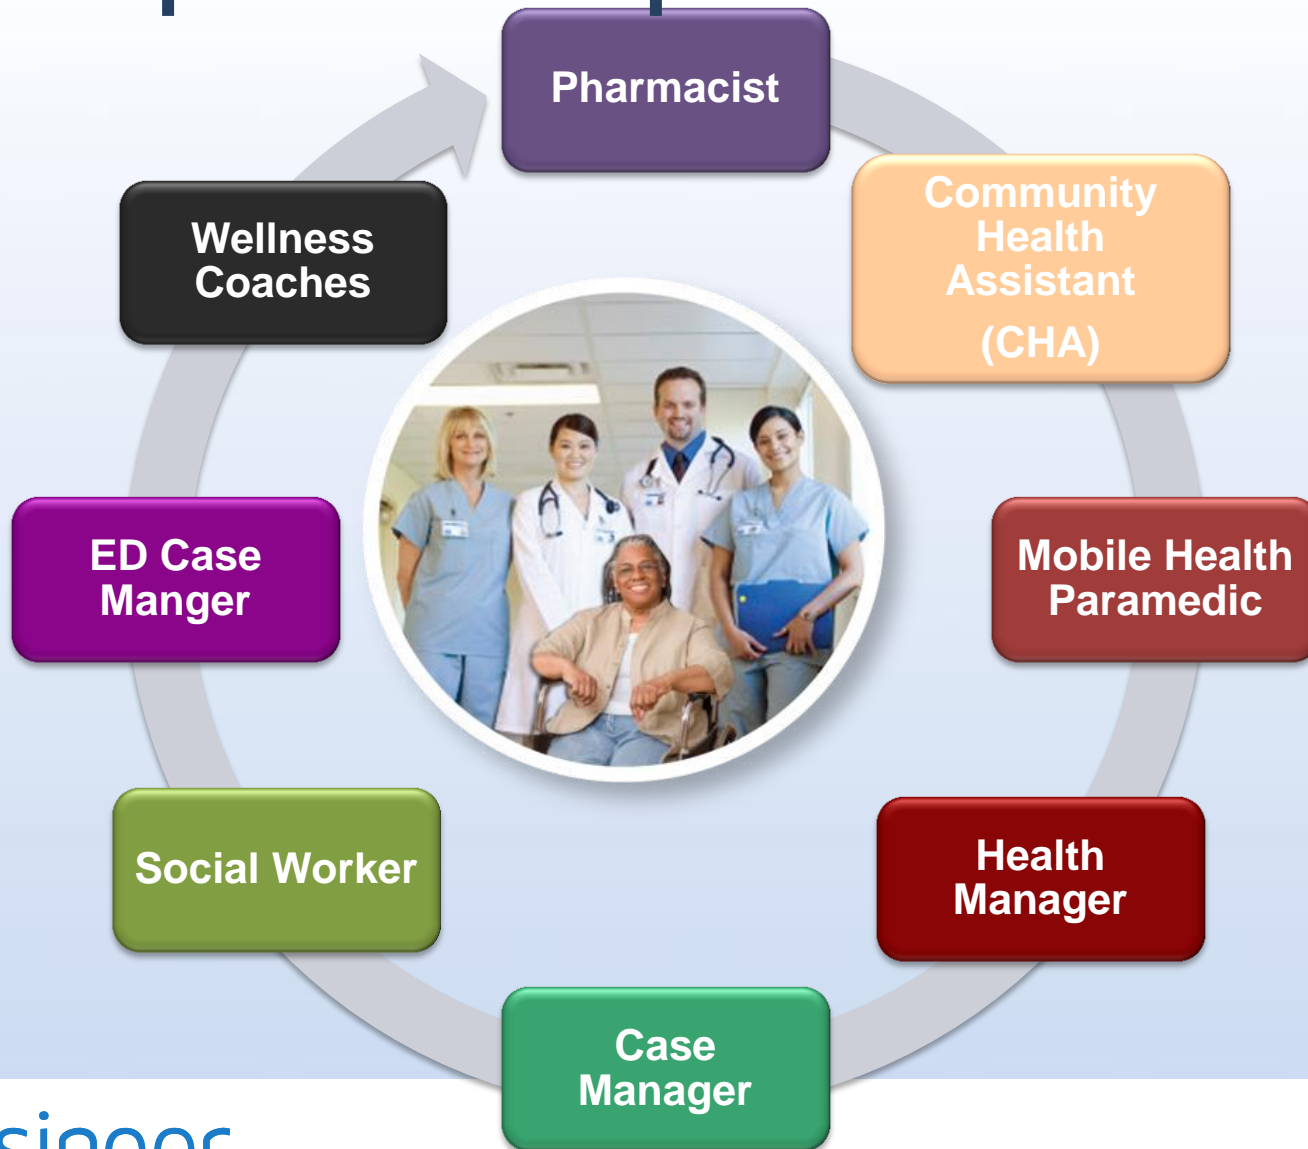 Pharmacist
Community
Health
Assistant
(CHA)
Wellness
Coaches
ED Case
Manger
Mobile Health
Paramedic
Social Worker
Health
Manager
Case
Manager